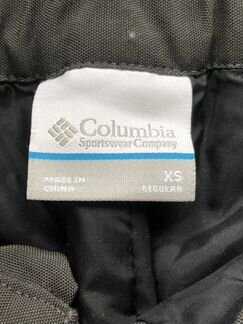 Columbia
Sportswear Company
MADE IN XS
CHINA REGULAR